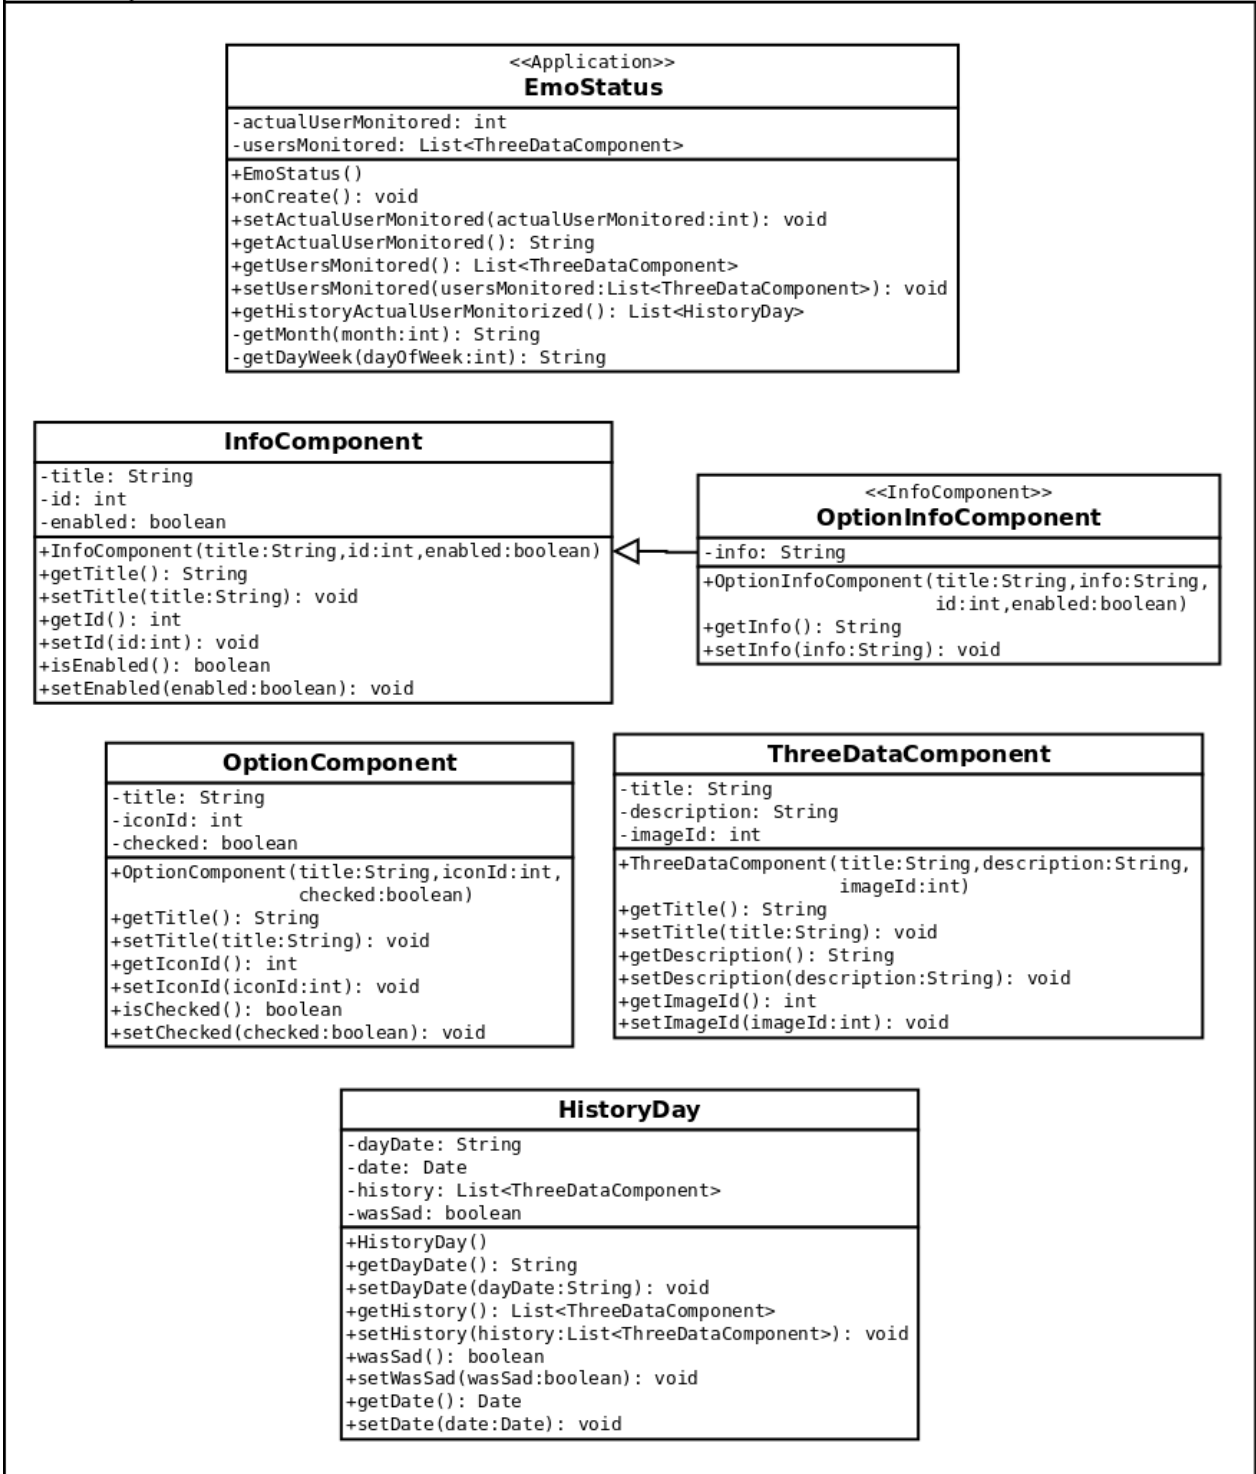 <<Application>>
EmoStatus
-actualUserMonitored: int
-usersMonitored: List<ThreeDataComponent>
+EmoStatus()
+onCreate(): void
+setActualUserMonitored(actualUserMonitored:int): void
+getActualUserMonitored(): String
+getUsersMonitored(): List<ThreeDataComponent>
+setUsersMonitored(usersMonitored:List<ThreeDataComponent>): void
+getHistoryActualUserMonitorized(): List<HistoryDay>
-getMonth(month:int): String
-getDayWeek(dayOfWeek:int): String
InfoComponent
-title: String
-id: int
-enabled: boolean
+InfoComponent(title:String,id:int,enabled:boolean)
+getTitle(): String
+setTitle(title:String): void
+getId(): int
+setId(id:int): void
+isEnabled(): boolean
+setEnabled(enabled:boolean): void
<<InfoComponent>>
OptionInfoComponent
-info: String
+OptionInfoComponent(title:String,info:String,
id:int,enabled:boolean)
+getInfo(): String
+setInfo(info:String): void
OptionComponent
-title: String
-iconId: int
-checked: boolean
+OptionComponent(title:String,iconId:int,
checked:boolean)
+getTitle(): String
+setTitle(title:String): void
+getIconId(): int
+setIconId(iconId:int): void
+isChecked(): boolean
+setChecked(checked:boolean): void
ThreeDataComponent
-title: String
-description: String
-imageId: int
+ThreeDataComponent(title:String,description:String,
imageId:int)
+getTitle(): String
+setTitle(title:String): void
+getDescription(): String
+setDescription(description:String): void
+getImageId(): int
+setImageId(imageId:int): void
HistoryDay
-dayDate: String
-date: Date
-history: List<ThreeDataComponent>
-wasSad: boolean
+HistoryDay()
+getDayDate(): String
+setDayDate(dayDate:String): void
+getHistory(): List<ThreeDataComponent>
+setHistory(history:List<ThreeDataComponent>): void
+wasSad(): boolean
+setWasSad(wasSad:boolean): void
+getDate(): Date
+setDate(date:Date): void